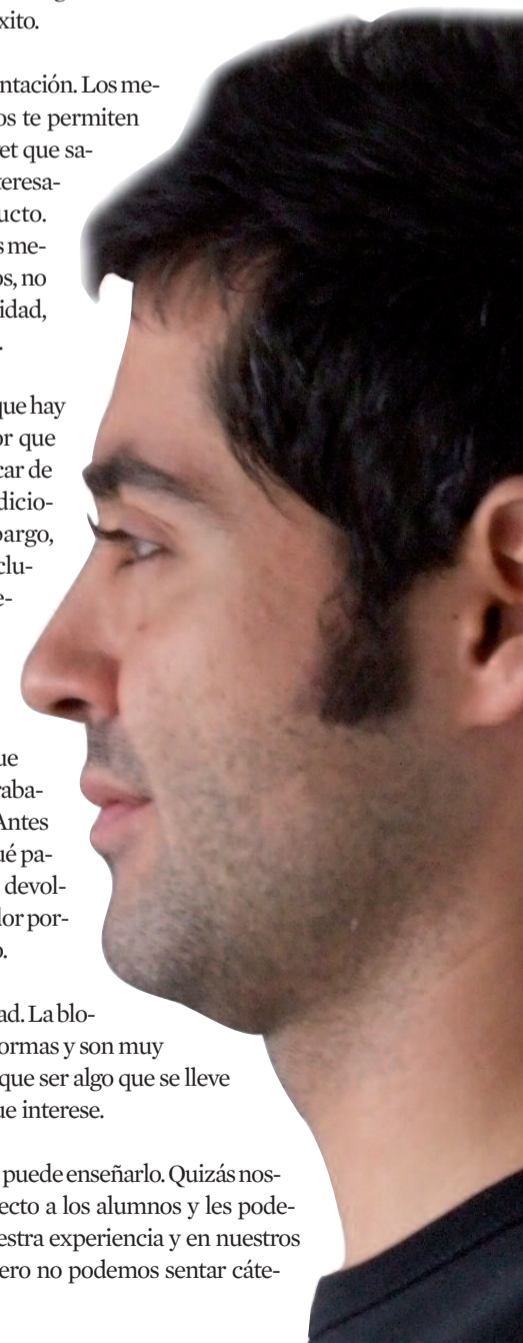 xito.
ntación. Los me-
os te permiten
et que sa-
teresa-
ucto.
s me-
os, no
idad,
.
que hay
or que
car de
dicio-
bargo,
clu-
e-
ue
raba-
Antes
ué pa-
devol-
lor por-
o.
ad. La blo-
ormas y son muy
que ser algo que se lleve
ue interese.
puede enseñarlo. Quizás nos-
ecto a los alumnos y les pode-
estra experiencia y en nuestros
ero no podemos sentar cáte-